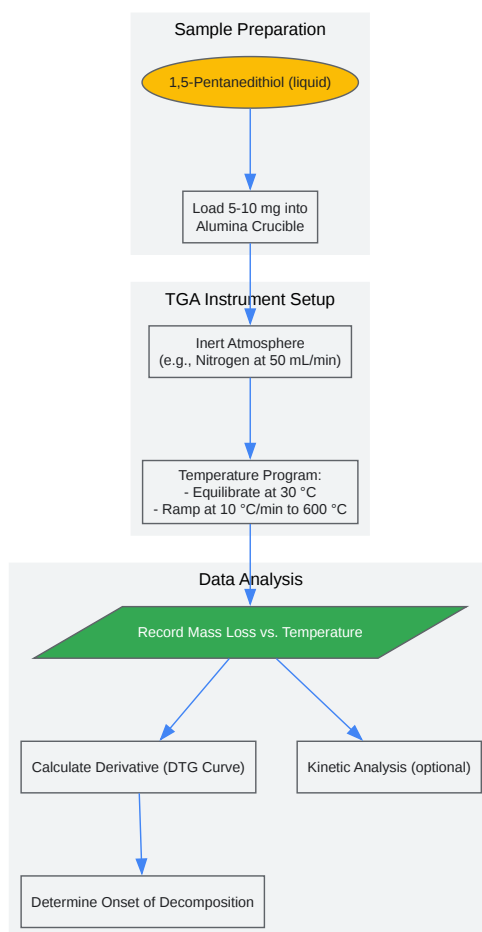 Sample Preparation
1,5-Pentanedithiol (liquid)
Load 5-10 mg into
Alumina Crucible
TGA Instrument Setup
Inert Atmosphere
(e.g., Nitrogen at 50 mL/min)
Temperature Program:
- Equilibrate at 30 °C
- Ramp at 10 °C/min to 600 °C
Data Analysis
Record Mass Loss vs. Temperature
Calculate Derivative (DTG Curve)
Kinetic Analysis (optional)
Determine Onset of Decomposition